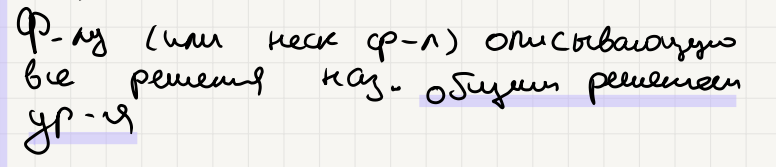 Ф-лу (или неск ф-л) описывающую
все решения наз. общим решением
ур-я